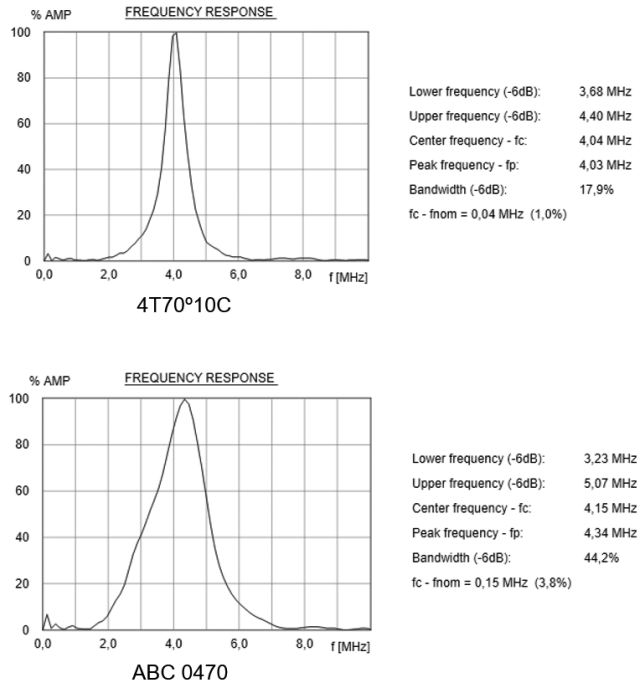 % AMP
FREQUENCY RESPONSE
100
80
60
40
20
0
0,0 2,0 4,0 6,0 8,0 f [MHz]
4T70º10C
Lower frequency (-6dB): 3,68 MHz
Upper frequency (-6dB): 4,40 MHz
Center frequency - fc: 4,04 MHz
Peak frequency - fp: 4,03 MHz
Bandwidth (-6dB): 17,9%
fc - fnom = 0,04 MHz (1,0%)
% AMP
FREQUENCY RESPONSE
100
80
60
40
20
0
0,0 2,0 4,0 6,0 8,0 f [MHz]
ABC 0470
Lower frequency (-6dB): 3,23 MHz
Upper frequency (-6dB): 5,07 MHz
Center frequency - fc: 4,15 MHz
Peak frequency - fp: 4,34 MHz
Bandwidth (-6dB): 44,2%
fc - fnom = 0,15 MHz (3,8%)